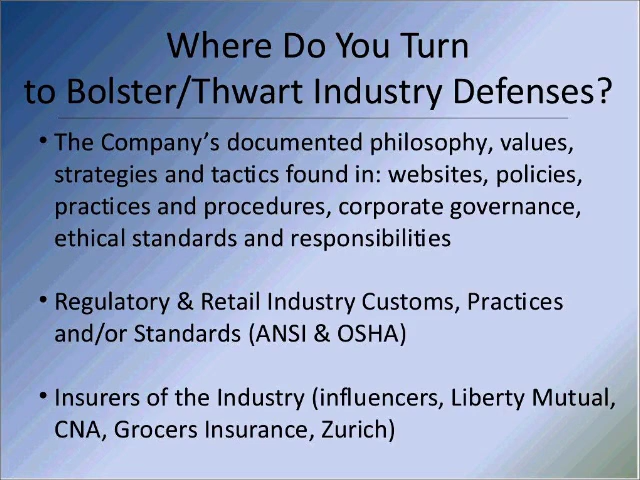 Where Do You Turn
to Bolster/Thwart Industry Defenses?
• The Company’s documented philosophy, values,
strategies and tactics found in: websites, policies,
practices and procedures, corporate governance,
ethical standards and responsibilities
• Regulatory & Retail Industry Customs, Practices
and/or Standards (ANSI & OSHA)
• Insurers of the Industry (influencers, Liberty Mutual,
CNA, Grocers Insurance, Zurich)